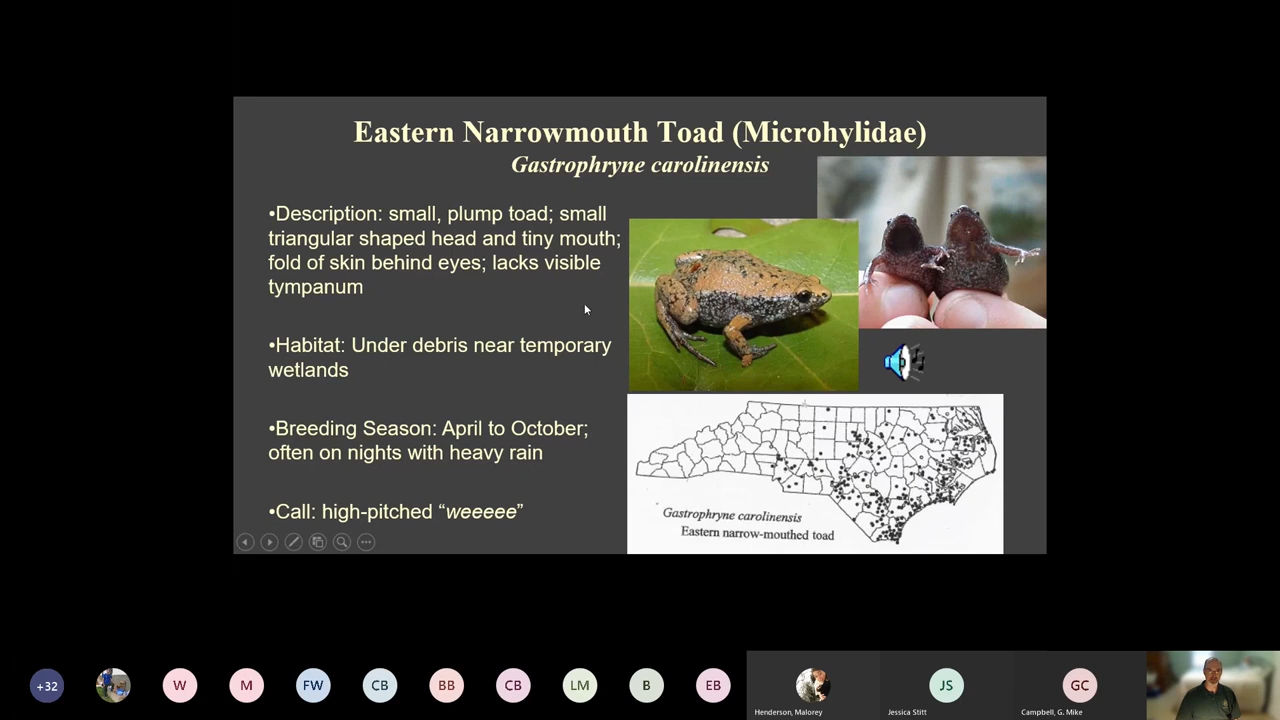 Eastern Narrowmouth Toad (Microhylidae)
Gastrophryne carolinensis
•Description: small, plump toad; small
triangular shaped head and tiny mouth;
fold of skin behind eyes; lacks visible
tympanum
•Habitat: Under debris near temporary
wetlands
•Breeding Season: April to October;
often on nights with heavy rain
•Call: high-pitched “weeeee”
Gastrophryne carolinensis
Eastern narrow-mouthed toad
+32
W
M
FW
CB
BB
CB
LM
B
EB
Henderson, Malorey
JS
Jessica Stitt
GC
Campbell, G. Mike